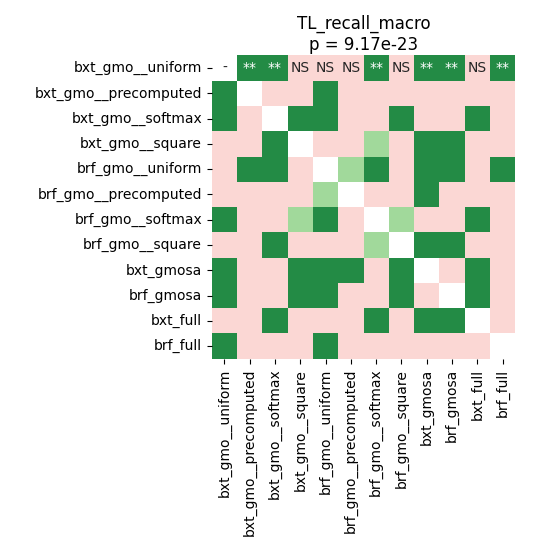 TL_recall_macro
p = 9.17e-23
bxt_gmo__uniform - ** ** NS NS NS ** NS ** ** NS **
bxt_gmo__precomputed
bxt_gmo__softmax
bxt_gmo__square
brf_gmo__uniform
brf_gmo__precomputed
brf_gmo__softmax
brf_gmo__square
bxt_gmosa
brf_gmosa
bxt_full
brf_full
bxt_gmo__uniform
bxt_gmo__precomputed
bxt_gmo__softmax
bxt_gmo__square
brf_gmo__uniform
brf_gmo__precomputed
brf_gmo__softmax
brf_gmo__square
bxt_gmosa
brf_gmosa
bxt_full
brf_full